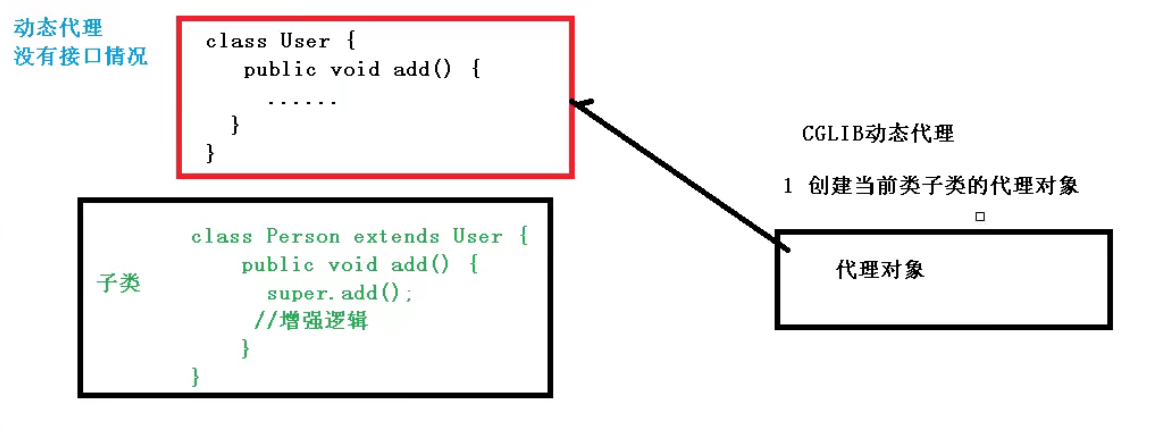 动态代理
没有接口情况
class User {
public void add() {
......
}
}
子类
class Person extends User {
public void add() {
super.add();
//增强逻辑
}
}
CGLIB动态代理
1 创建当前类子类的代理对象
代理对象